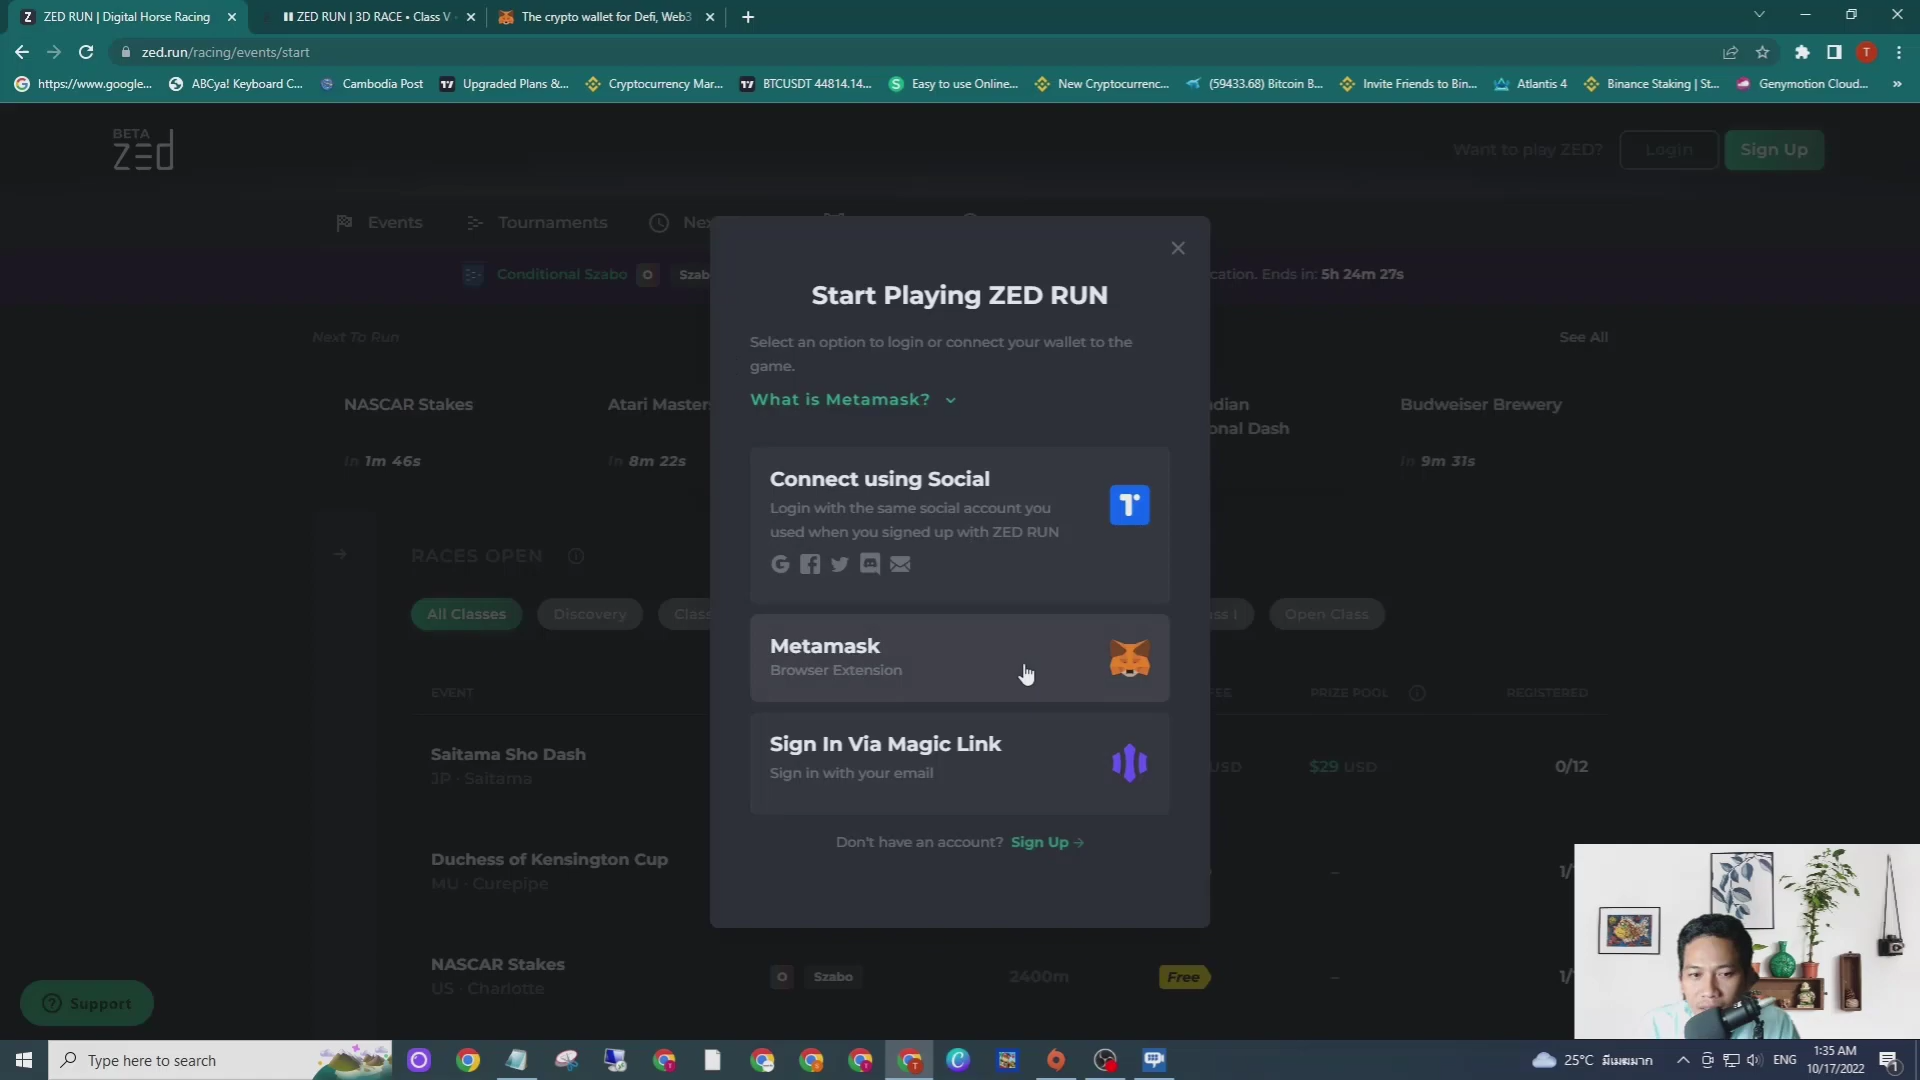 ZED RUN | Digital Horse Racing
ZED RUN | 3D RACE • Class V
The crypto wallet for Defi, Web3
zed.run/racing/events/start
T
https://www.google...
ABCya! Keyboard C...
Cambodia Post
Upgraded Plans &...
Cryptocurrency Mar...
BTCUSDT 44814.14...
Easy to use Online...
New Cryptocurrenc...
(59433.68) Bitcoin B...
Invite Friends to Bin...
Atlantis 4
Binance Staking | St...
Genymotion Cloud...
BETA
zed
Want to play ZED?
Login
Sign Up
Events
Tournaments
Conditional Szabo
cation. Ends in: 5h 24m 27s
Next To Run
See All
NASCAR Stakes
Budweiser Brewery
In 1m 46s
In 8m 22s
In 9m 31s
RACES OPEN
All Classes
Discovery
Open Class
EVENT
PRIZE POOL
REGISTERED
Saitama Sho Dash
JP · Saitama
USD
$29 USD
0/12
Duchess of Kensington Cup
MU · Curepipe
NASCAR Stakes
US · Charlotte
Szabo
2400m
Free
Start Playing ZED RUN
Select an option to login or connect your wallet to the
game.
What is Metamask?
Connect using Social
Login with the same social account you
used when you signed up with ZED RUN
Metamask
Browser Extension
Sign In Via Magic Link
Sign in with your email
Don't have an account? Sign Up →
Support
Type here to search
25°C มีเมฆมาก
ENG
1:35 AM
10/17/2022